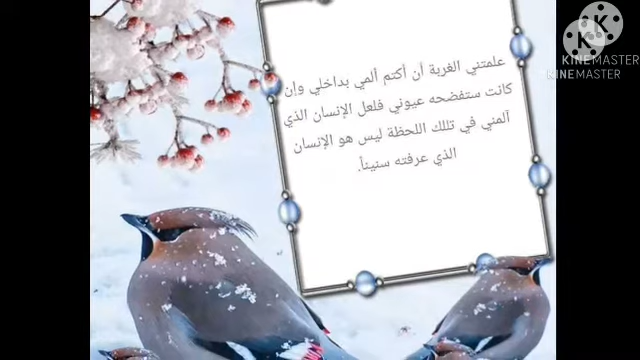 علمتني الغربة أن أكتم ألمي بداخلي وإن
كانت ستفضحه عيوني فلعل الإنسان الذي
آلمني في تللك اللحظة ليس هو الإنسان
الذي عرفته سنيناً.
KINEMASTER
KINEMASTER